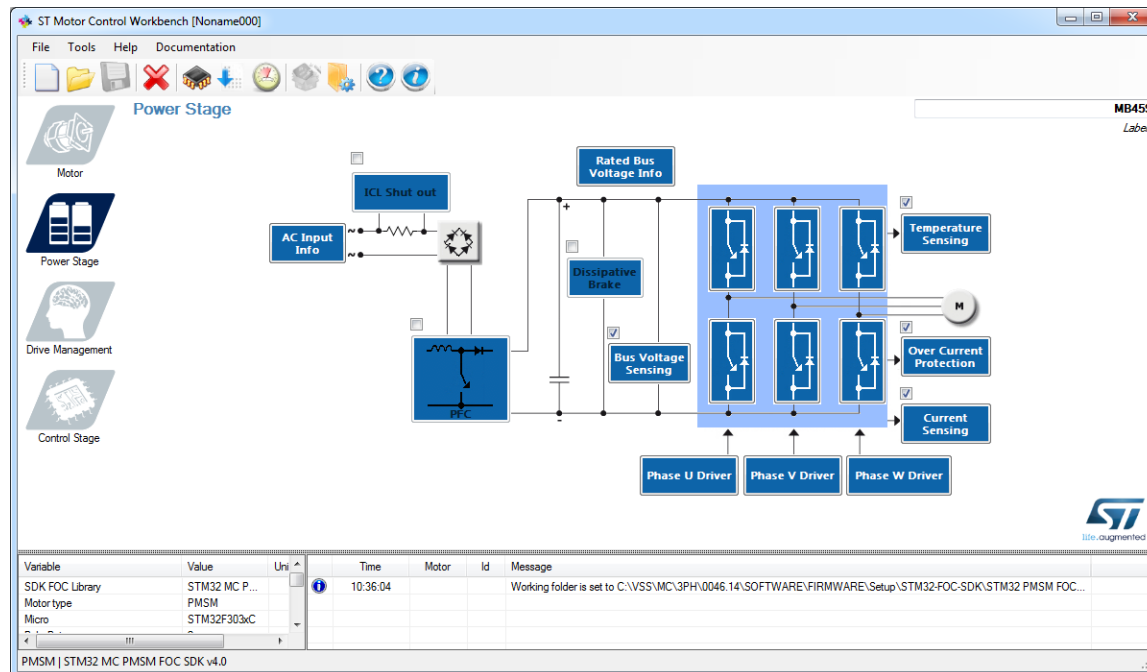 ST Motor Control Workbench [Noname000]
File Tools Help Documentation
Power Stage
MB459
Label
Motor
Power Stage
Drive Management
Control Stage
ICL Shut out
AC Input
Info
Rated Bus
Voltage Info
+
Dissipative
Brake
Bus Voltage
Sensing
-
PFC
Temperature
Sensing
M
Over Current
Protection
Current
Sensing
Phase U Driver
Phase V Driver
Phase W Driver
ST
life.augmented
Variable Value Uni
SDK FOC Library STM32 MC P...
Motor type PMSM
Micro STM32F303xC
Time Motor Id Message
10:36:04 Working folder is set to C:\VSS\MC\3PH\0046.14\SOFTWARE\FIRMWARE\Setup\STM32-FOC-SDK\STM32 PMSM FOC...
PMSM | STM32 MC PMSM FOC SDK v4.0